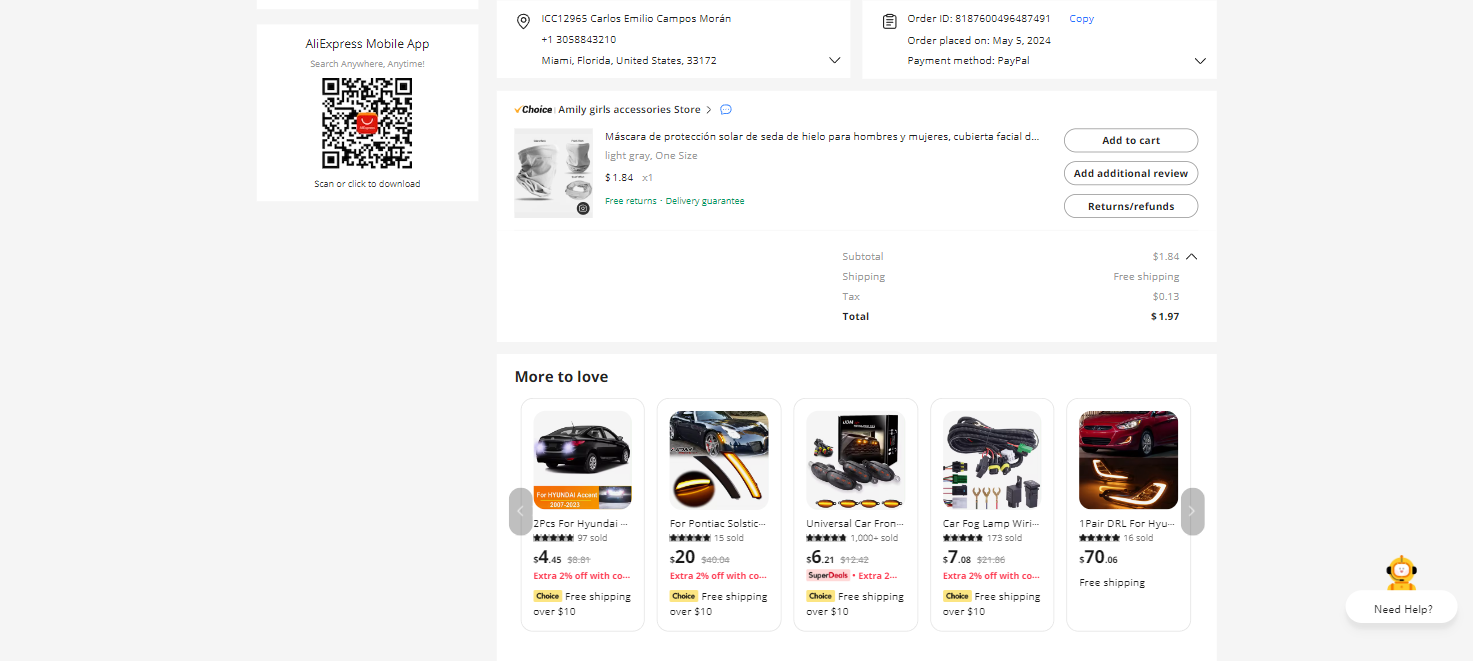 AliExpress Mobile App
Search Anywhere, Anytime!
AliExpress
Scan or click to download
ICC12965 Carlos Emilio Campos Morán
+1 3058843210
Miami, Florida, United States, 33172
Order ID: 8187600496487491 Copy
Order placed on: May 5, 2024
Payment method: PayPal
Choice Amily girls accessories Store
Máscara de protección solar de seda de hielo para hombres y mujeres, cubierta facial d...
light gray, One Size
$1.84 x1
Free returns · Delivery guarantee
Add to cart
Add additional review
Returns/refunds
Subtotal $1.84
Shipping Free shipping
Tax $0.13
Total $1.97
More to love
For HYUNDAI Accent
2007-2023
2Pcs For Hyundai ...
97 sold
$4.45 $8.81
Extra 2% off with co...
Choice Free shipping
over $10
For Pontiac Solstic...
15 sold
$20 $40.04
Extra 2% off with co...
Choice Free shipping
over $10
Universal Car Fron...
1,000+ sold
$6.21 $12.42
SuperDeals • Extra 2...
Choice Free shipping
over $10
Car Fog Lamp Wiri...
173 sold
$7.08 $21.86
Extra 2% off with co...
Choice Free shipping
over $10
1Pair DRL For Hyu...
16 sold
$70.06
Free shipping
Need Help?